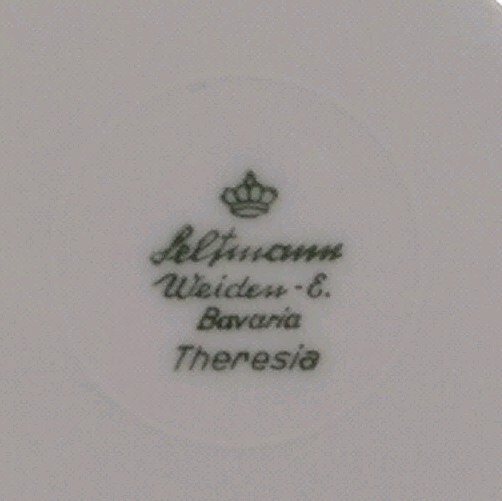 Seltmann
Weiden-E.
Bavaria
Theresia